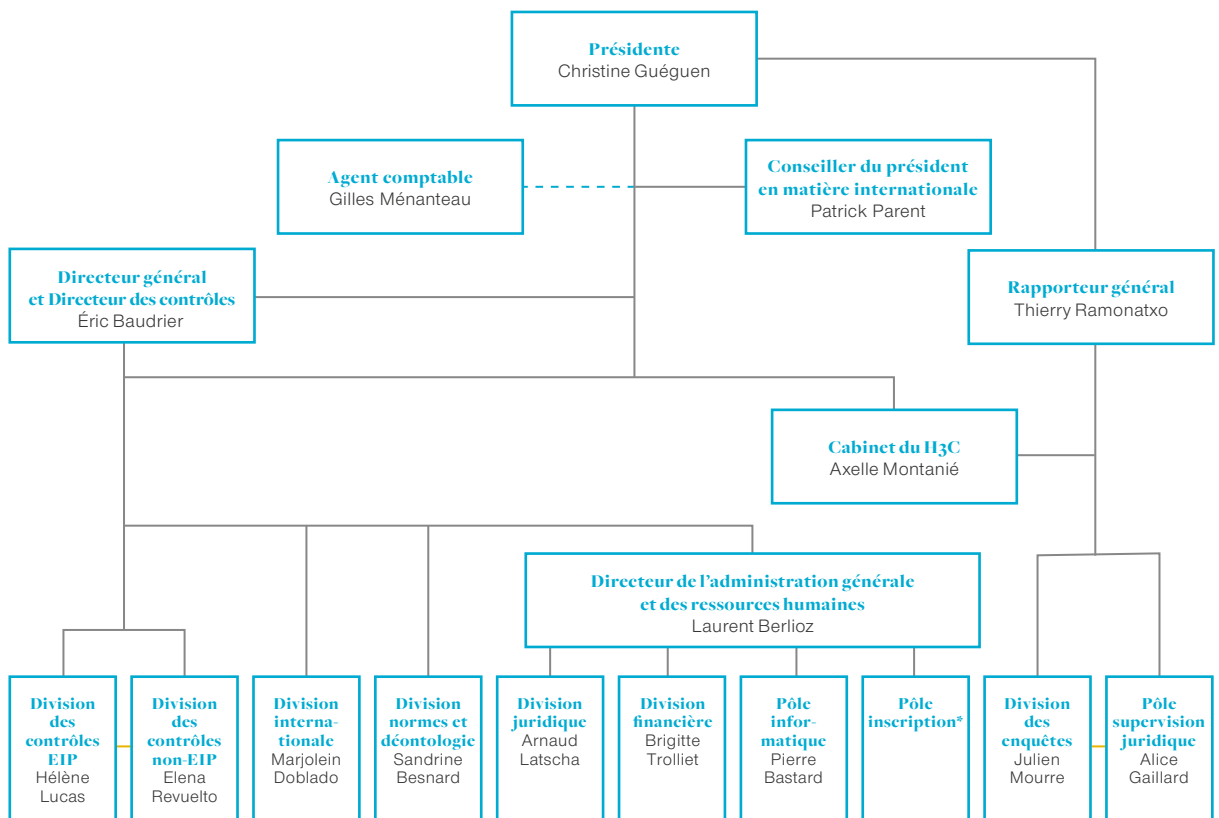 Présidente
Christine Guéguen
Agent comptable
Gilles Ménanteau
Conseiller du président
en matière internationale
Patrick Parent
Directeur général
et Directeur des contrôles
Éric Baudrier
Rapporteur général
Thierry Ramonatxo
Cabinet du H3C
Axelle Montanié
Directeur de l’administration générale
et des ressources humaines
Laurent Berlioz
Division
des
contrôles
EIP
Hélène
Lucas
Division
des
contrôles
non-EIP
Elena
Revuelto
Division
interna-
tionale
Marjolein
Doblado
Division
normes et
déontologie
Sandrine
Besnard
Division
juridique
Arnaud
Latscha
Division
financière
Brigitte
Trolliet
Pôle
infor-
matique
Pierre
Bastard
Pôle
inscription*
Division
des
enquêtes
Julien
Mourre
Pôle
supervision
juridique
Alice
Gaillard